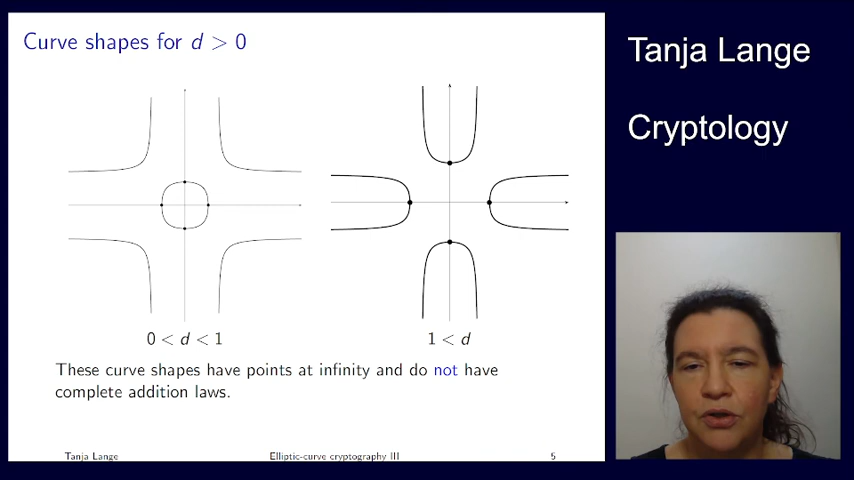 Curve shapes for d > 0
0 < d < 1
1 < d
These curve shapes have points at infinity and do not have
complete addition laws.
Tanja Lange
Elliptic-curve cryptography III
5
Tanja Lange
Cryptology